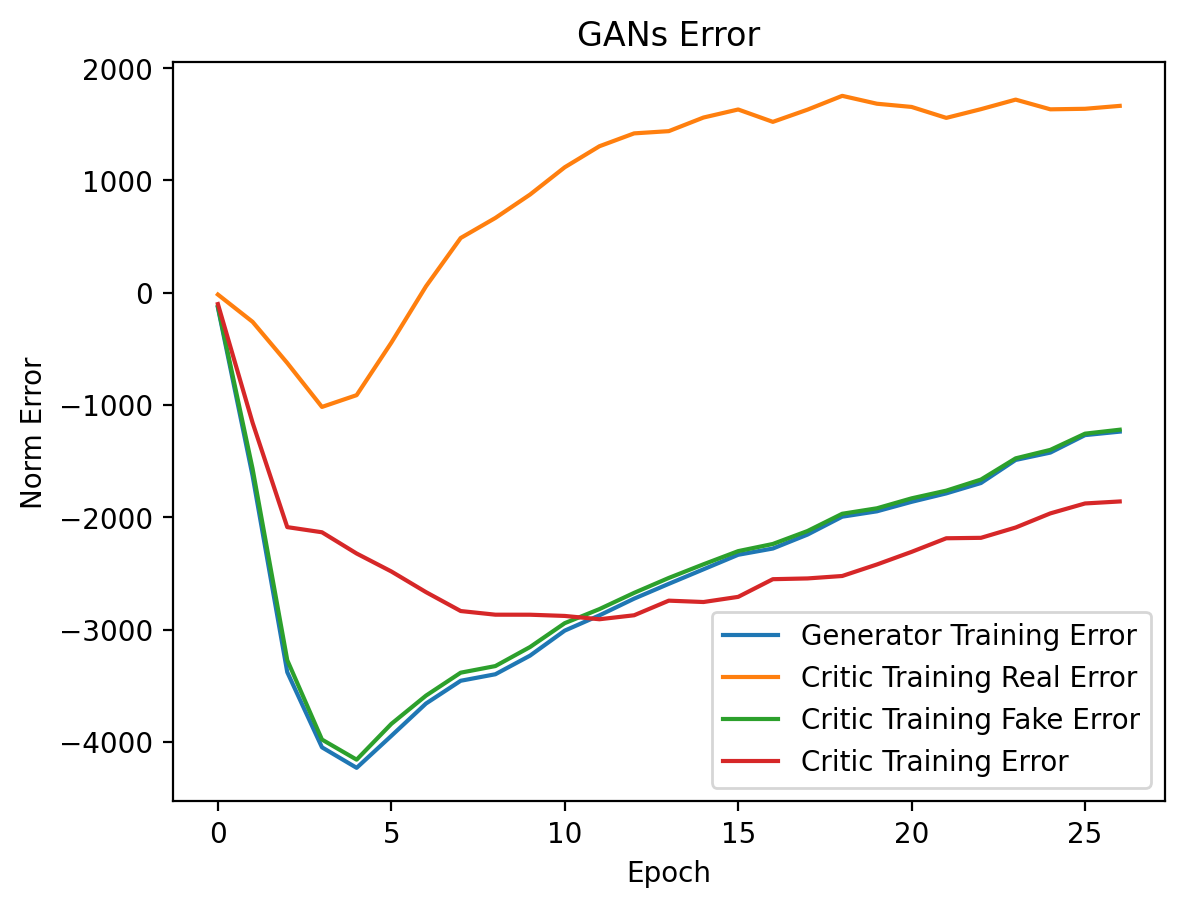 GANs Error
2000
1000
0
−1000
−2000
−3000
−4000
Norm Error
0 5 10 15 20 25
Epoch
Generator Training Error
Critic Training Real Error
Critic Training Fake Error
Critic Training Error